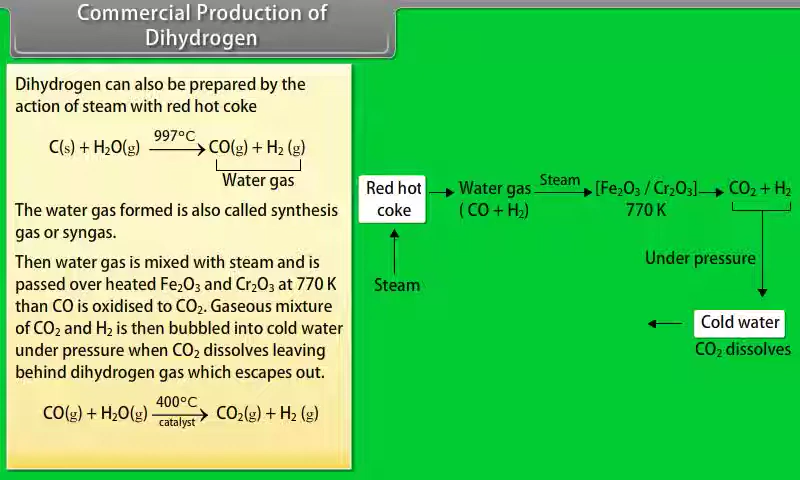 Commercial Production of
Dihydrogen
Dihydrogen can also be prepared by the
action of steam with red hot coke
997°C
C(s) + H₂O(g) ⟶ CO(g) + H₂ (g)
Water gas
The water gas formed is also called synthesis
gas or syngas.
Then water gas is mixed with steam and is
passed over heated Fe₂O₃ and Cr₂O₃ at 770 K
than CO is oxidised to CO₂. Gaseous mixture
of CO₂ and H₂ is then bubbled into cold water
under pressure when CO₂ dissolves leaving
behind dihydrogen gas which escapes out.
400°C
CO(g) + H₂O(g) ⟶ CO₂(g) + H₂ (g)
catalyst
Red hot
coke
Steam
Water gas
( CO + H₂)
Steam
[Fe₂O₃ / Cr₂O₃]
770 K
CO₂ + H₂
Under pressure
Cold water
CO₂ dissolves